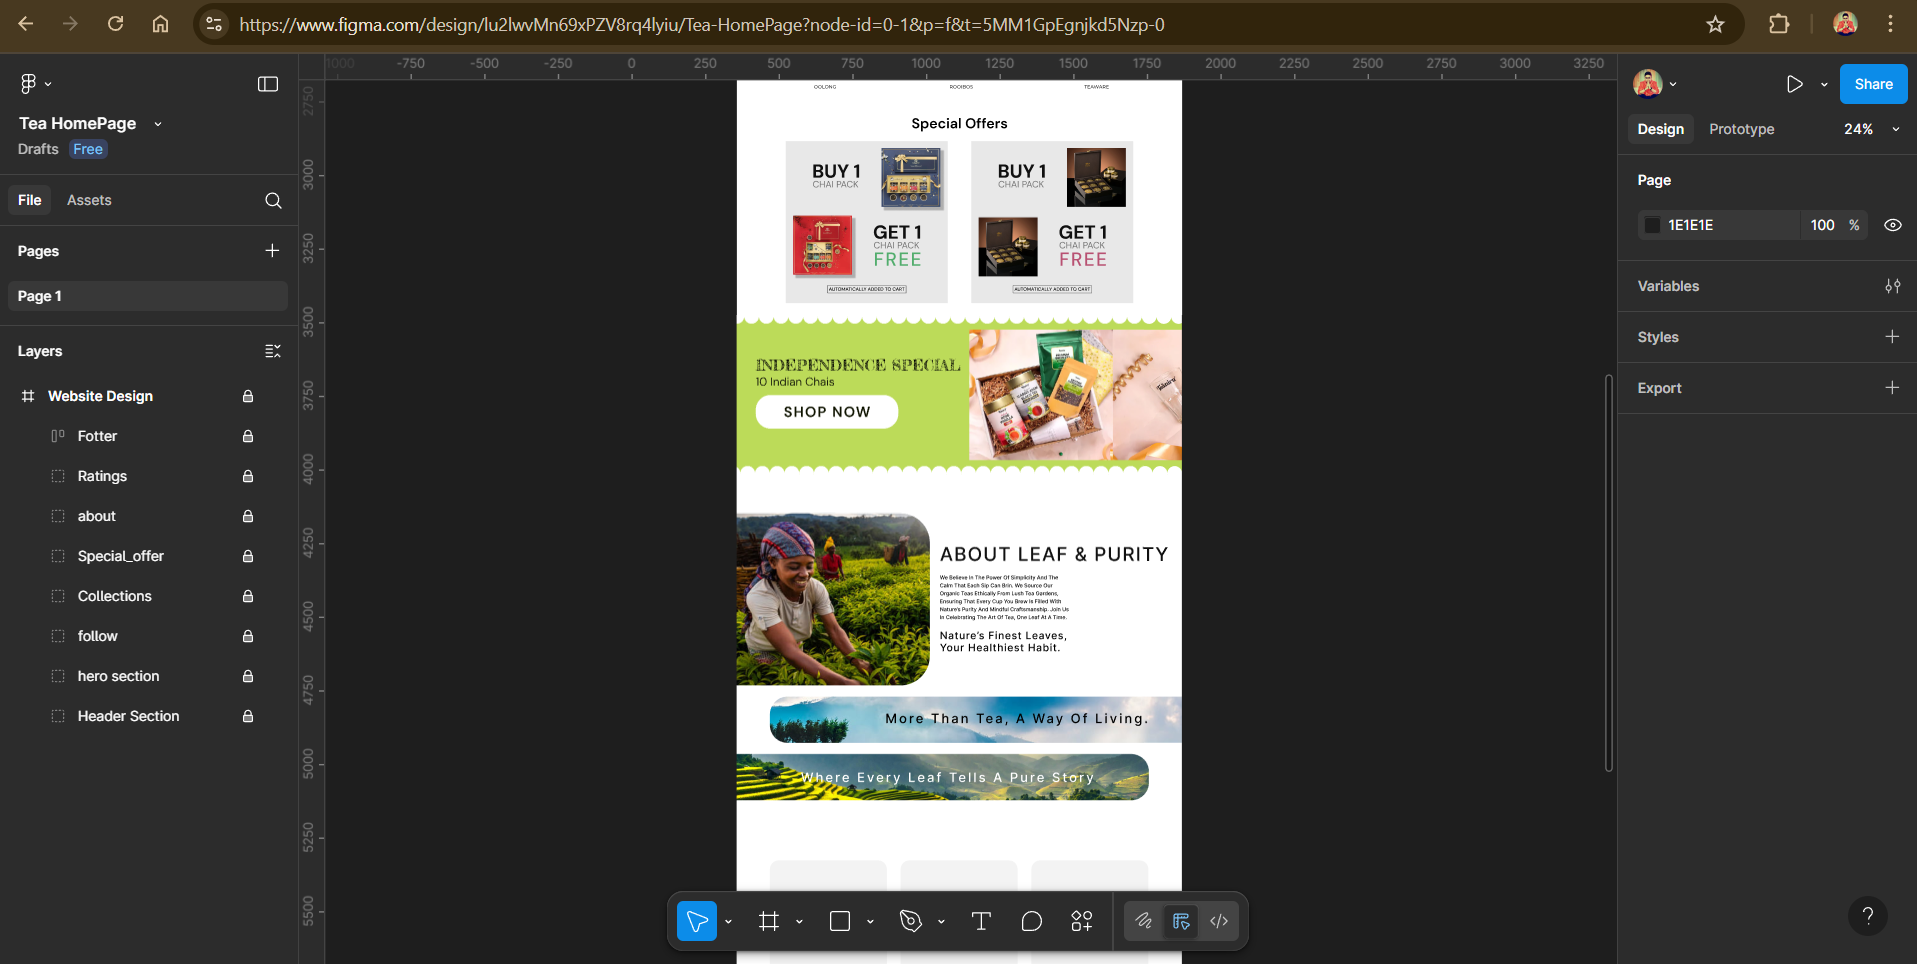 https://www.figma.com/design/lu2lwvMn69xPZV8rq4lyiu/Tea-HomePage?node-id=0-1&p=f&t=5MM1GpEgnjkd5Nzp-0
Tea HomePage
Drafts Free
File Assets
Pages
Page 1
Layers
Website Design
Fotter
Ratings
about
Special_offer
Collections
follow
hero section
Header Section
1000 -750 -500 -250 0 250 500 750 1000 1250 1500 1750 2000 2250 2500 2750 3000 3250
2750
3000
3250
3500
3750
4000
4250
4500
4750
5000
5250
5500
OOLONG ROOIBOS TEAWARE
Special Offers
BUY 1
CHAI PACK
GET 1
CHAI PACK
FREE
AUTOMATICALLY ADDED TO CART
BUY 1
CHAI PACK
GET 1
CHAI PACK
FREE
AUTOMATICALLY ADDED TO CART
INDEPENDENCE SPECIAL
10 Indian Chais
SHOP NOW
ABOUT LEAF & PURITY
We Believe In The Power Of Simplicity And The
Calm That Each Sip Can Brin. We Source Our
Organic Teas Ethically From Lush Tea Gardens,
Ensuring That Every Cup You Brew Is Filled With
Nature's Purity And Mindful Craftsmanship. Join Us
In Celebrating The Art Of Tea, One Leaf At A Time.
Nature's Finest Leaves,
Your Healthiest Habit.
More Than Tea, A Way Of Living.
Where Every Leaf Tells A Pure Story.
Share
Design Prototype 24%
Page
1E1E1E 100 %
Variables
Styles
Export
?